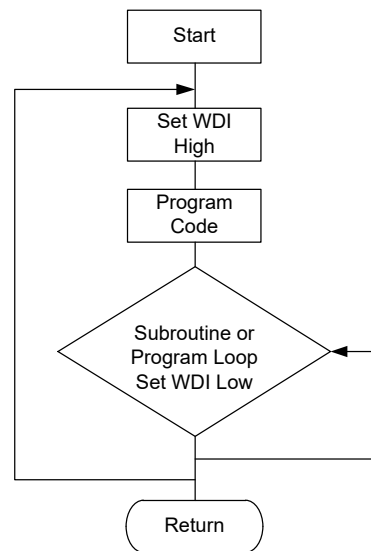 Start
Set WDI
High
Program
Code
Subroutine or
Program Loop
Set WDI Low
Return